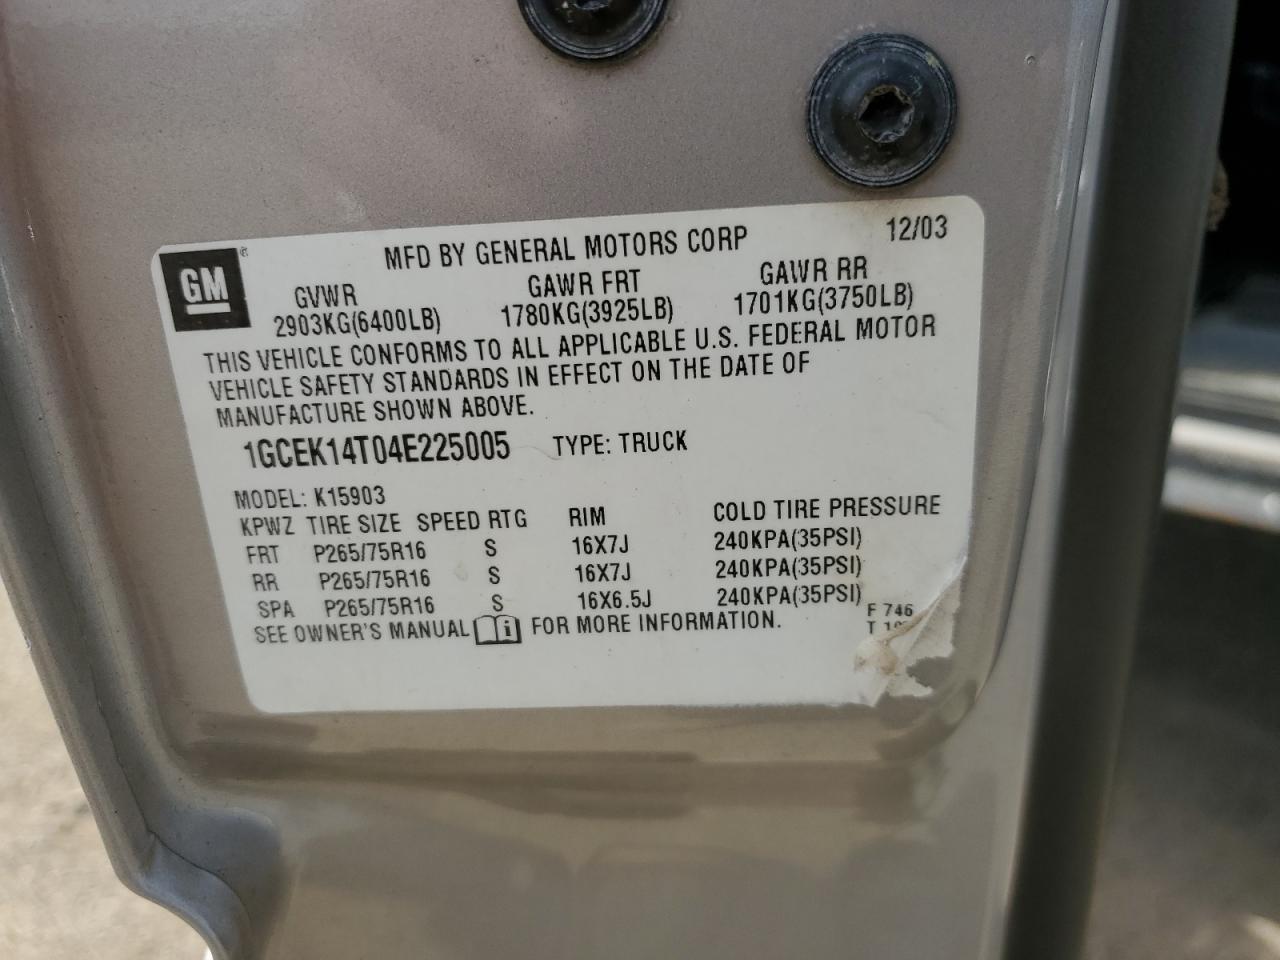 GM
MFD BY GENERAL MOTORS CORP 12/03
GVWR GAWR FRT GAWR RR
2903KG(6400LB) 1780KG(3925LB) 1701KG(3750LB)
THIS VEHICLE CONFORMS TO ALL APPLICABLE U.S. FEDERAL MOTOR
VEHICLE SAFETY STANDARDS IN EFFECT ON THE DATE OF
MANUFACTURE SHOWN ABOVE.
1GCEK14T04E225005 TYPE: TRUCK
MODEL: K15903
KPWZ TIRE SIZE SPEED RTG RIM COLD TIRE PRESSURE
FRT P265/75R16 S 16X7J 240KPA(35PSI)
RR P265/75R16 S 16X7J 240KPA(35PSI)
SPA P265/75R16 S 16X6.5J 240KPA(35PSI)
SEE OWNER'S MANUAL i FOR MORE INFORMATION.
F 746
T